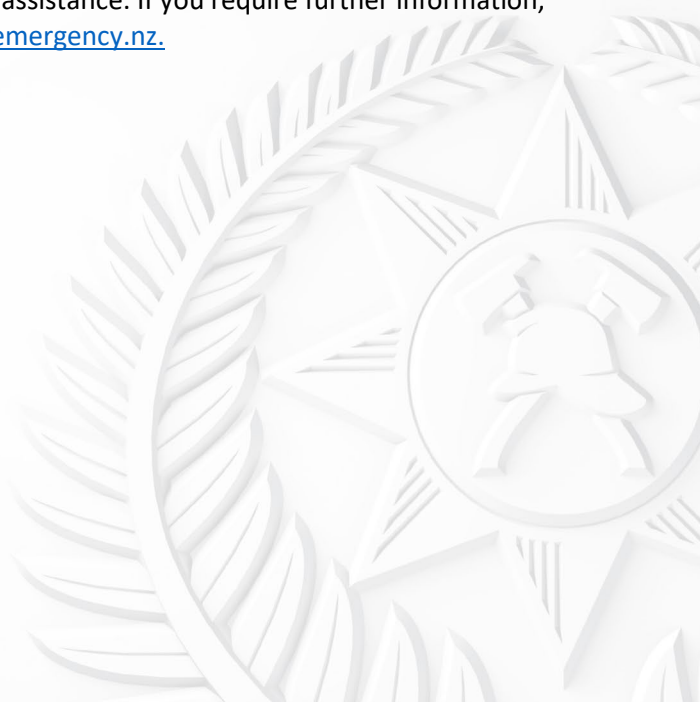 assistance. If you require further information,
emergency.nz.